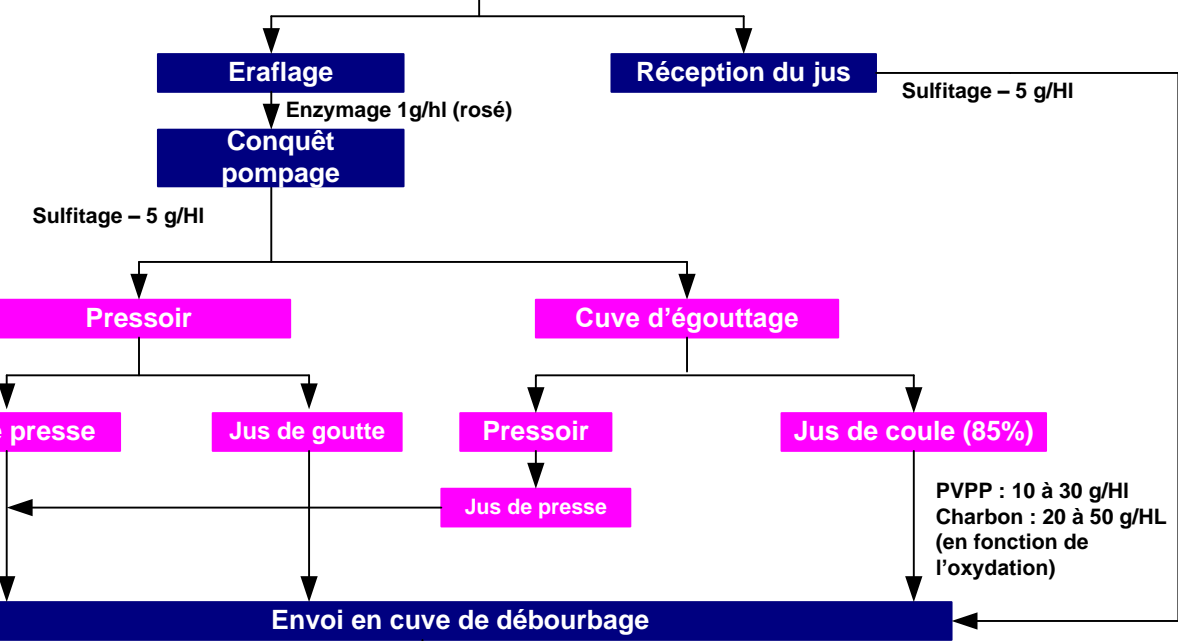 Eraflage
Réception du jus
Sulfitage – 5 g/Hl
Enzymage 1g/hl (rosé)
Conquêt
pompage
Sulfitage – 5 g/Hl
Pressoir
Cuve d'égouttage
presse
Jus de goutte
Pressoir
Jus de coule (85%)
Jus de presse
PVPP : 10 à 30 g/Hl
Charbon : 20 à 50 g/HL
(en fonction de
l'oxydation)
Envoi en cuve de débourbage